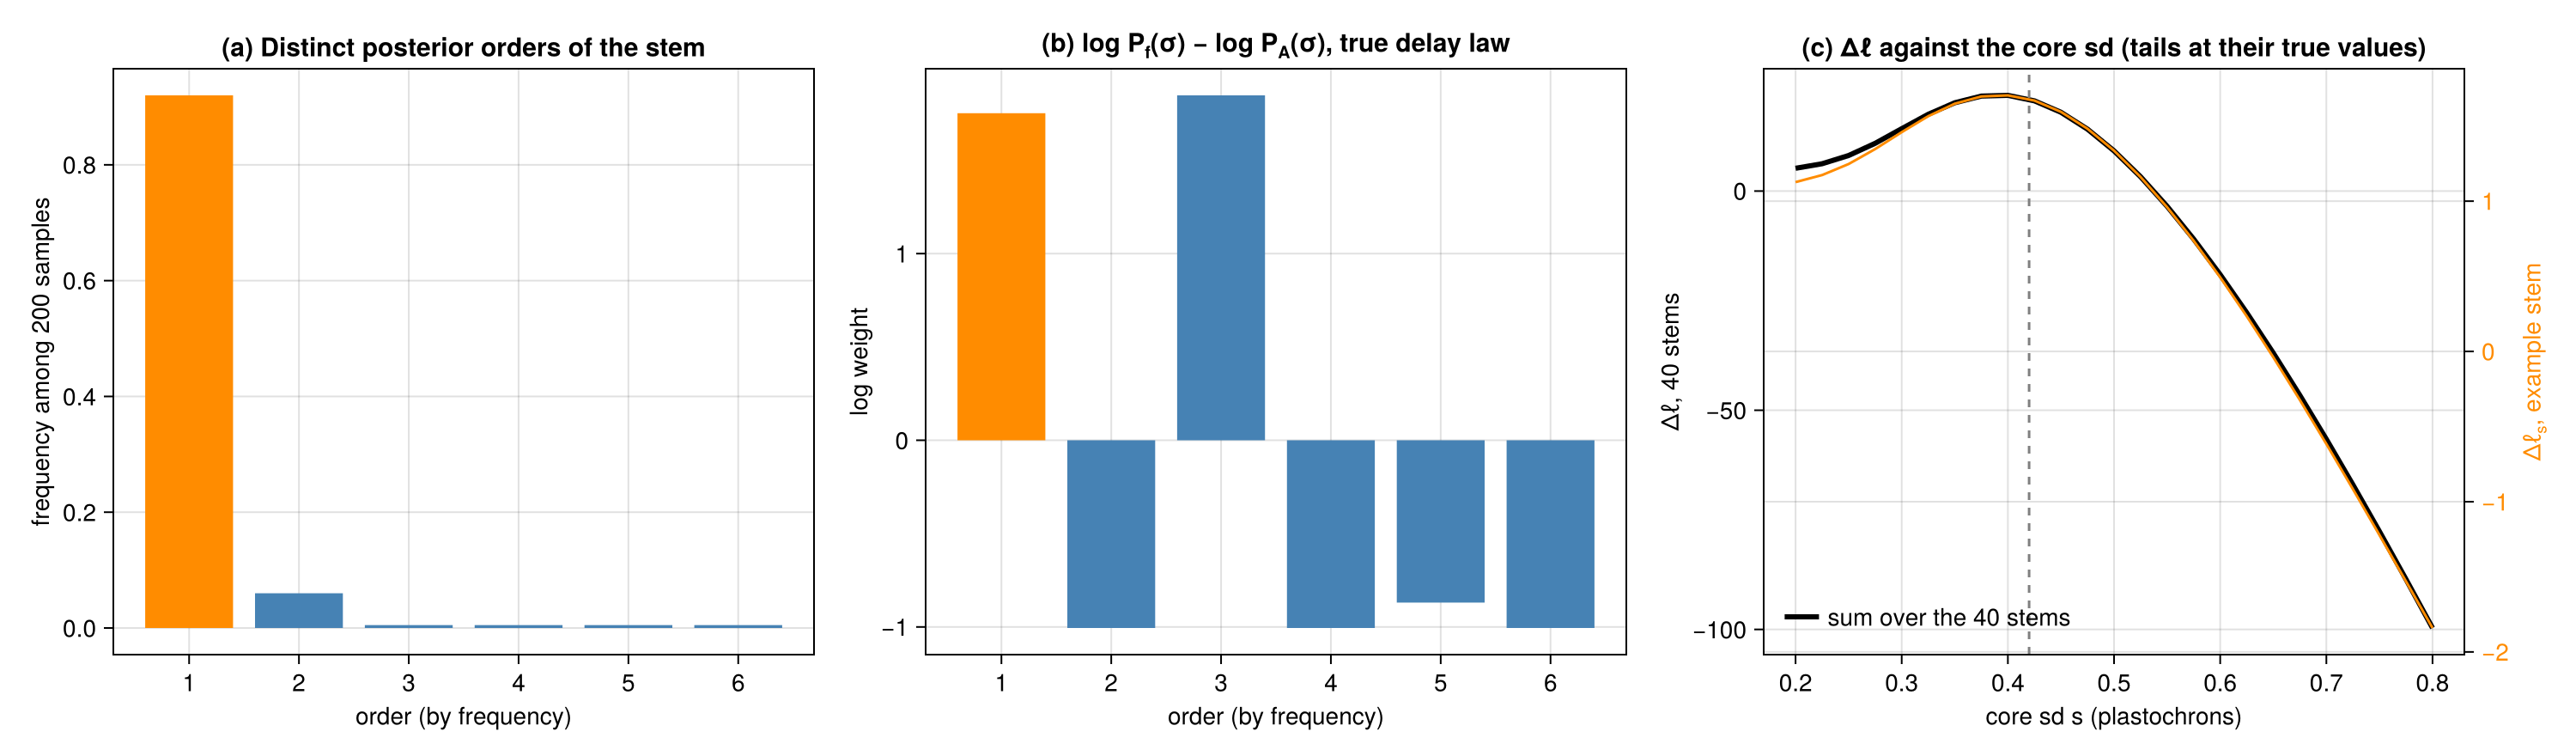 (a) Distinct posterior orders of the stem
frequency among 200 samples
0.8
0.6
0.4
0.2
0.0
1 2 3 4 5 6
order (by frequency)
(b) log P_f(σ) − log P_A(σ), true delay law
log weight
1
0
−1
1 2 3 4 5 6
order (by frequency)
(c) Δℓ against the core sd (tails at their true values)
Δℓ, 40 stems
0
−50
−100
sum over the 40 stems
0.2 0.3 0.4 0.5 0.6 0.7 0.8
core sd s (plastochrons)
1
0
−1
−2
Δℓ_s, example stem